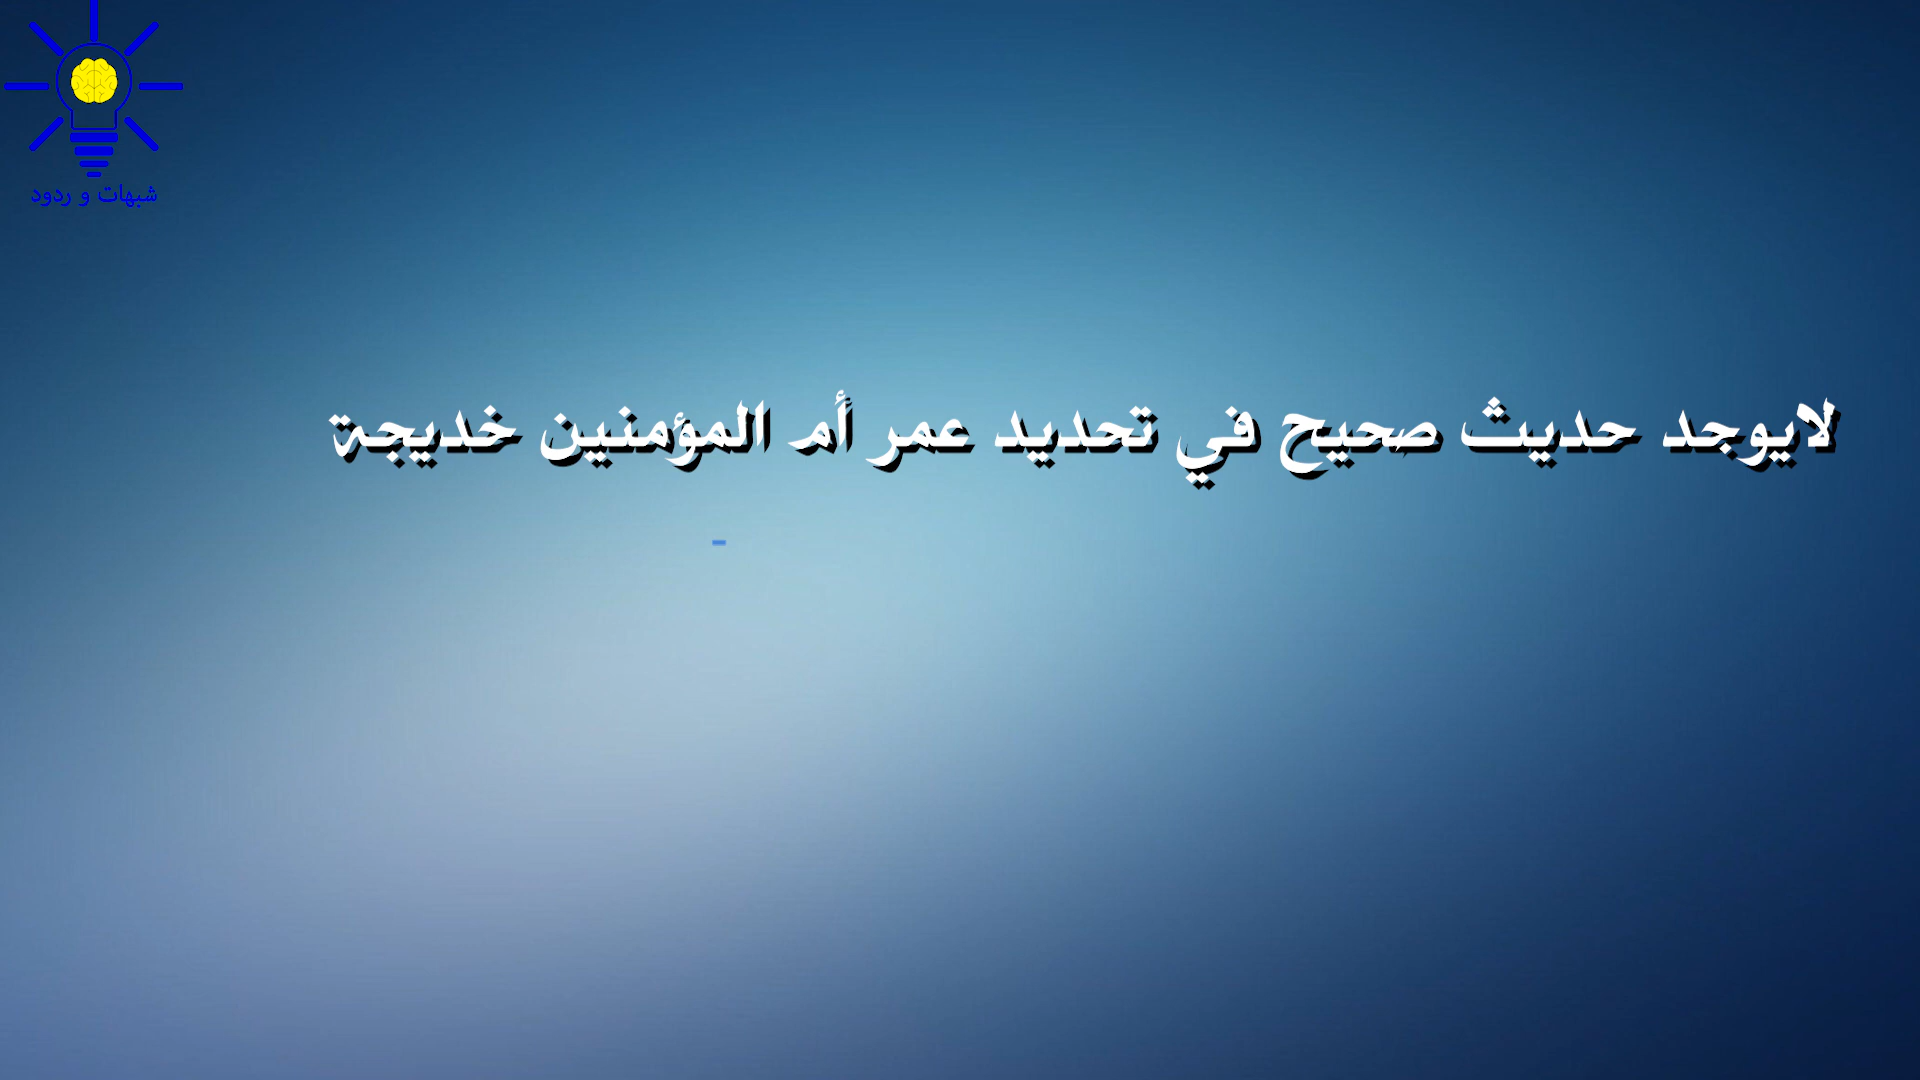 شبهات و ردود
لايوجد حديث صحيح في تحديد عمر أم المؤمنين خديجة
-